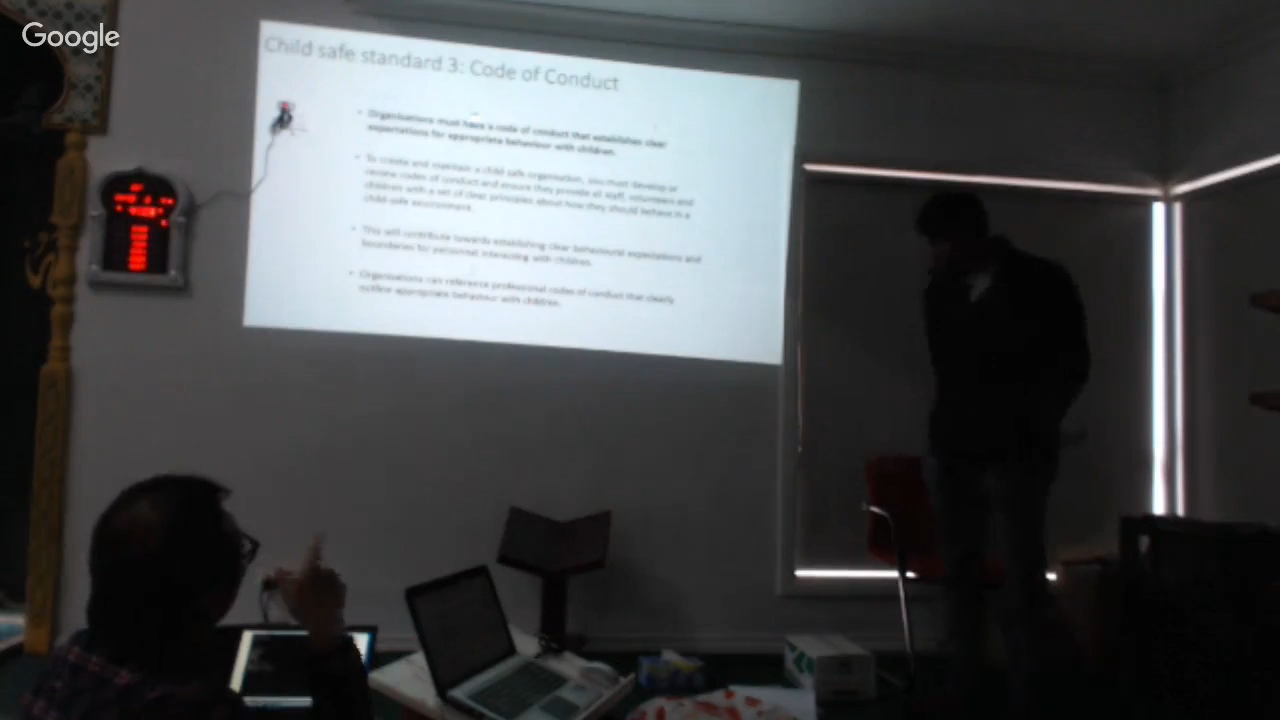 Google
Child safe standard 3: Code of Conduct
• Organisations must have a code of conduct that establishes clear
expectations for appropriate behaviour with children.
• To create and maintain a child safe organisation, you must develop or
review codes of conduct and ensure they provide all staff, volunteers and
children with a set of clear principles about how they should behave in a
child-safe environment.
• This will contribute towards establishing clear behavioural expectations and
boundaries for personnel interacting with children.
• Organisations can reference professional codes of conduct that clearly
outline appropriate behaviour with children.